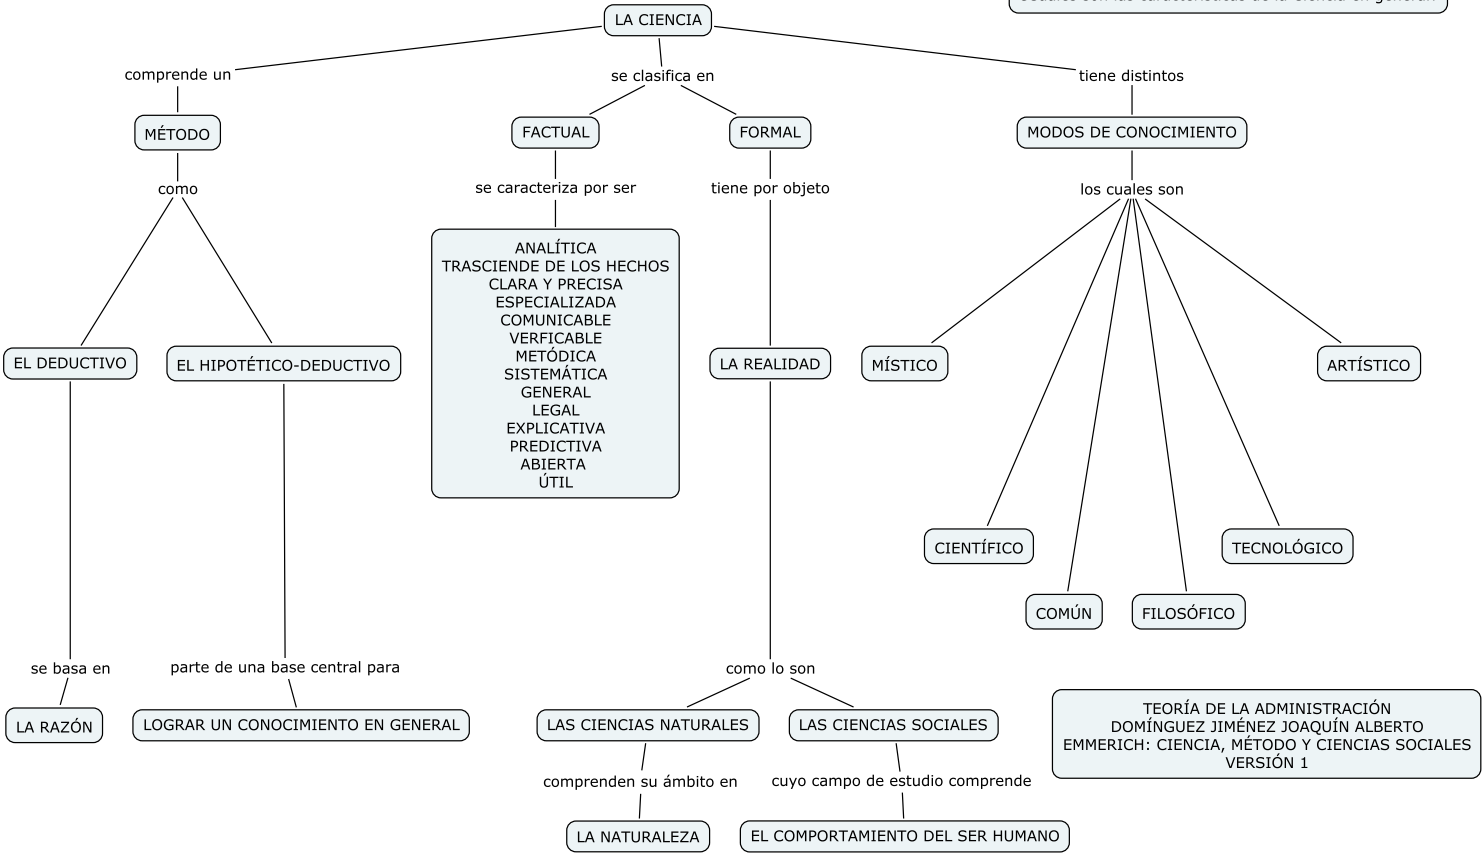 LA CIENCIA
comprende un
se clasifica en
tiene distintos
MÉTODO
FACTUAL
FORMAL
MODOS DE CONOCIMIENTO
como
se caracteriza por ser
tiene por objeto
los cuales son
ANALÍTICA
TRASCIENDE DE LOS HECHOS
CLARA Y PRECISA
ESPECIALIZADA
COMUNICABLE
VERFICABLE
METÓDICA
SISTEMÁTICA
GENERAL
LEGAL
EXPLICATIVA
PREDICTIVA
ABIERTA
ÚTIL
EL DEDUCTIVO
EL HIPOTÉTICO-DEDUCTIVO
LA REALIDAD
MÍSTICO
ARTÍSTICO
CIENTÍFICO
TECNOLÓGICO
COMÚN
FILOSÓFICO
se basa en
parte de una base central para
como lo son
LA RAZÓN
LOGRAR UN CONOCIMIENTO EN GENERAL
LAS CIENCIAS NATURALES
LAS CIENCIAS SOCIALES
comprenden su ámbito en
cuyo campo de estudio comprende
LA NATURALEZA
EL COMPORTAMIENTO DEL SER HUMANO
TEORÍA DE LA ADMINISTRACIÓN
DOMÍNGUEZ JIMÉNEZ JOAQUÍN ALBERTO
EMMERICH: CIENCIA, MÉTODO Y CIENCIAS SOCIALES
VERSIÓN 1